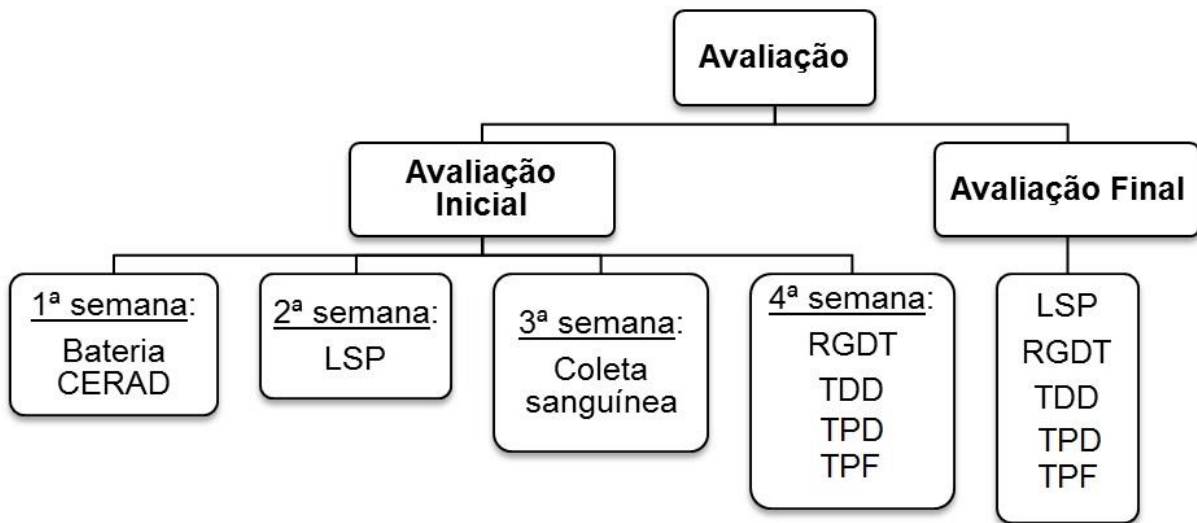 Avaliação
Avaliação
Inicial
Avaliação Final
1ª semana:
Bateria
CERAD
2ª semana:
LSP
3ª semana:
Coleta
sanguínea
4ª semana:
RGDT
TDD
TPD
TPF
LSP
RGDT
TDD
TPD
TPF